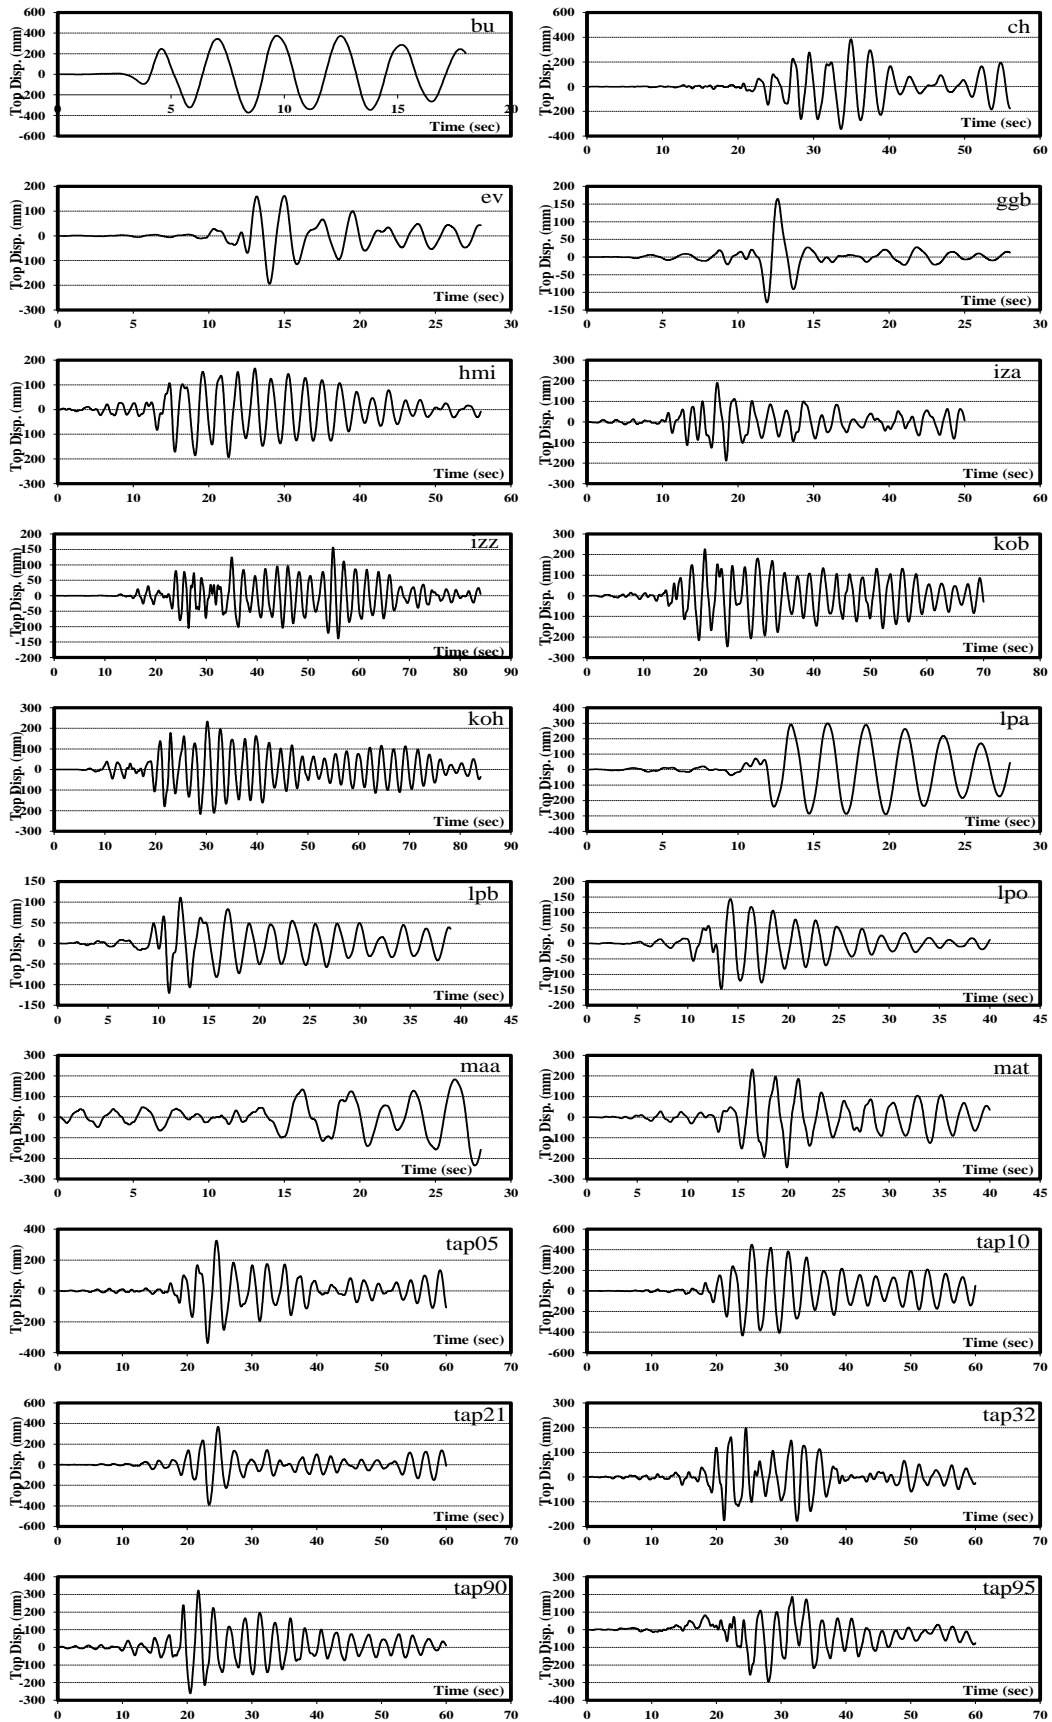 bu
Top Disp. (mm)
600
400
200
0
-200
-400
-600
0 5 10 15 20
Time (sec)
ch
Top Disp. (mm)
600
400
200
0
-200
-400
Time (sec)
0 10 20 30 40 50 60
ev
Top Disp. (mm)
200
100
0
-100
-200
-300
Time (sec)
0 5 10 15 20 25 30
ggb
Top Disp. (mm)
200
150
100
50
0
-50
-100
-150
Time (sec)
0 5 10 15 20 25 30
hmi
Top Disp. (mm)
200
100
0
-100
-200
-300
Time (sec)
0 10 20 30 40 50 60
iza
Top Disp. (mm)
300
200
100
0
-100
-200
-300
Time (sec)
0 10 20 30 40 50 60
izz
Top Disp. (mm)
200
150
100
50
0
-50
-100
-150
-200
Time (sec)
0 10 20 30 40 50 60 70 80 90
kob
Top Disp. (mm)
300
200
100
0
-100
-200
-300
Time (sec)
0 10 20 30 40 50 60 70 80
koh
Top Disp. (mm)
300
200
100
0
-100
-200
-300
Time (sec)
0 10 20 30 40 50 60 70 80 90
lpa
Top Disp. (mm)
400
300
200
100
0
-100
-200
-300
-400
Time (sec)
0 5 10 15 20 25 30
lpb
Top Disp. (mm)
150
100
50
0
-50
-100
-150
Time (sec)
0 5 10 15 20 25 30 35 40 45
lpo
Top Disp. (mm)
200
150
100
50
0
-50
-100
-150
-200
Time (sec)
0 5 10 15 20 25 30 35 40 45
maa
Top Disp. (mm)
300
200
100
0
-100
-200
-300
Time (sec)
0 5 10 15 20 25 30
mat
Top Disp. (mm)
300
200
100
0
-100
-200
-300
Time (sec)
0 5 10 15 20 25 30 35 40 45
tap05
Top Disp. (mm)
400
200
0
-200
-400
Time (sec)
0 10 20 30 40 50 60 70
tap10
Top Disp. (mm)
600
400
200
0
-200
-400
-600
Time (sec)
0 10 20 30 40 50 60 70
tap21
Top Disp. (mm)
600
400
200
0
-200
-400
-600
Time (sec)
0 10 20 30 40 50 60 70
tap32
Top Disp. (mm)
300
200
100
0
-100
-200
Time (sec)
0 10 20 30 40 50 60 70
tap90
Top Disp. (mm)
400
300
200
100
0
-100
-200
-300
Time (sec)
0 10 20 30 40 50 60 70
tap95
Top Disp. (mm)
300
200
100
0
-100
-200
-300
-400
Time (sec)
0 10 20 30 40 50 60 70